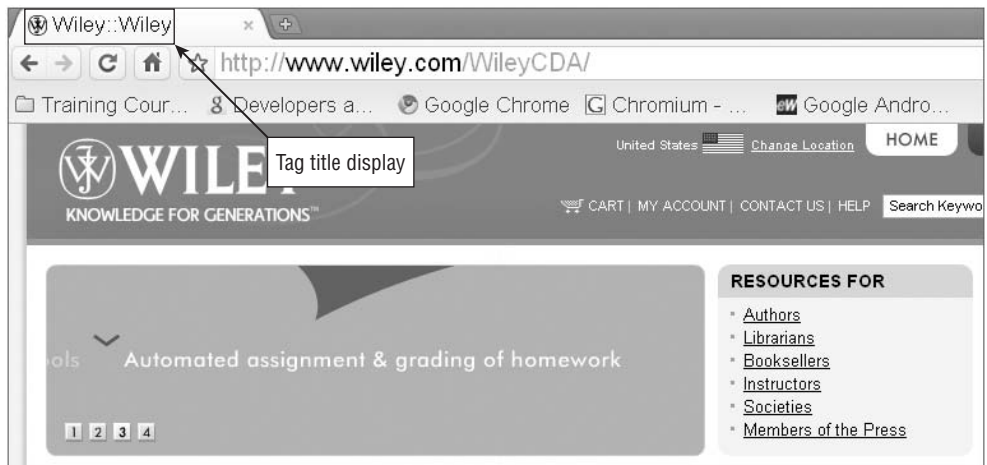 Wiley::Wiley
http://www.wiley.com/WileyCDA/
Training Cour... Developers a... Google Chrome Chromium - ... Google Andro...
Tag title display
United States Change Location HOME
WILEY
KNOWLEDGE FOR GENERATIONS™
CART | MY ACCOUNT | CONTACT US | HELP Search Keywo
ols Automated assignment & grading of homework
1 2 3 4
RESOURCES FOR
Authors
Librarians
Booksellers
Instructors
Societies
Members of the Press